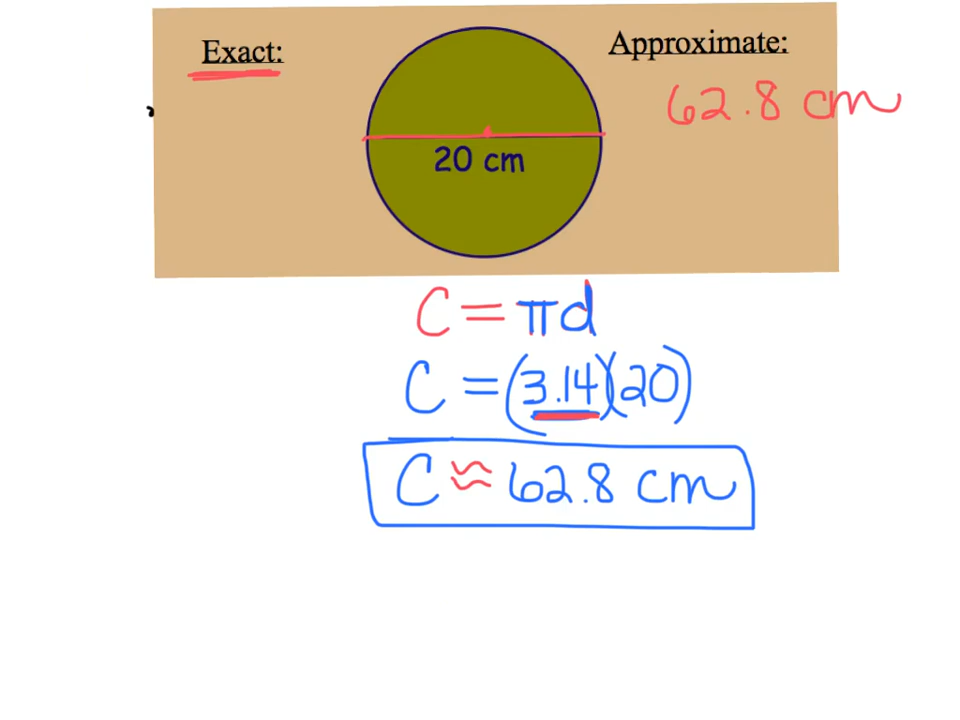 Exact:
Approximate:
62.8 cm
20 cm
C = πd
C = (3.14)(20)
C ≈ 62.8 cm